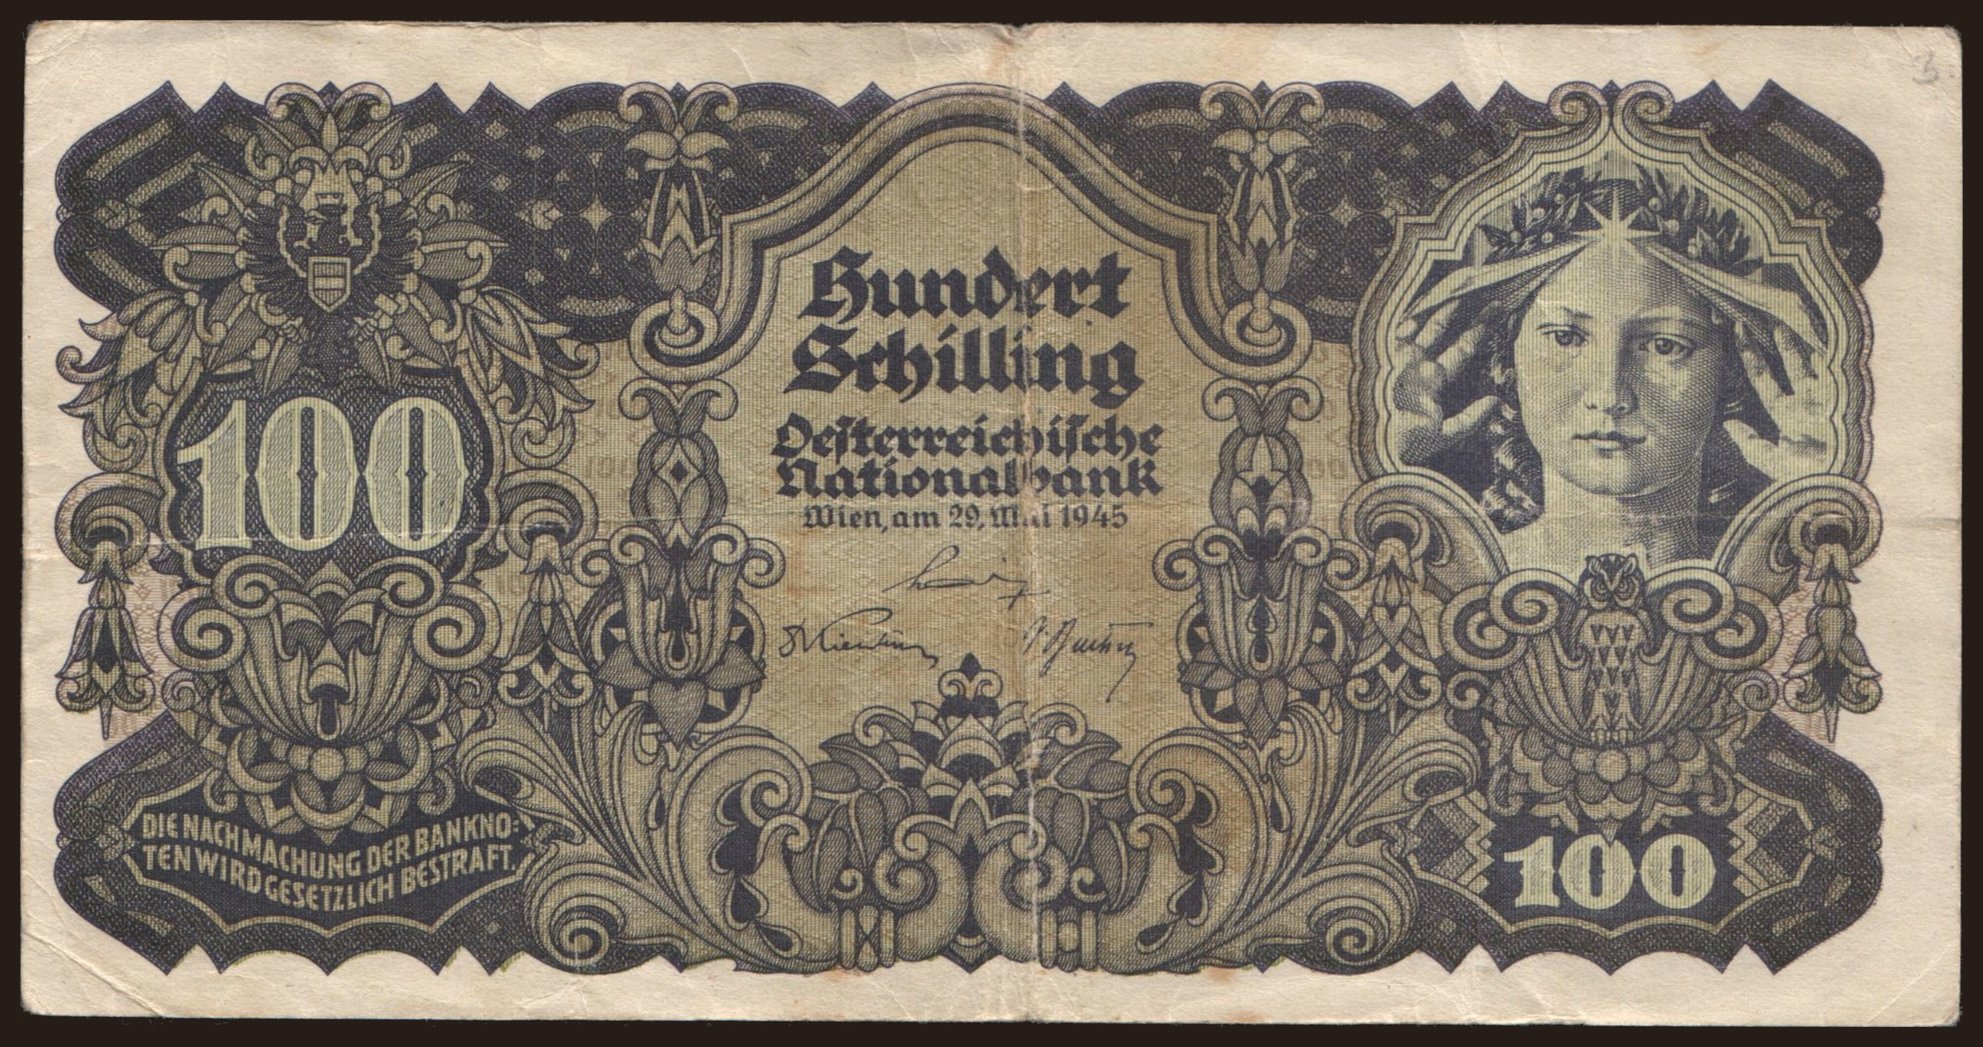 3.
100
Hundert
Schilling
Oesterreichische
Nationalbank
Wien, am 29. Mai 1945
DIE NACHMACHUNG DER BANKNO-
TEN WIRD GESETZLICH BESTRAFT.
100